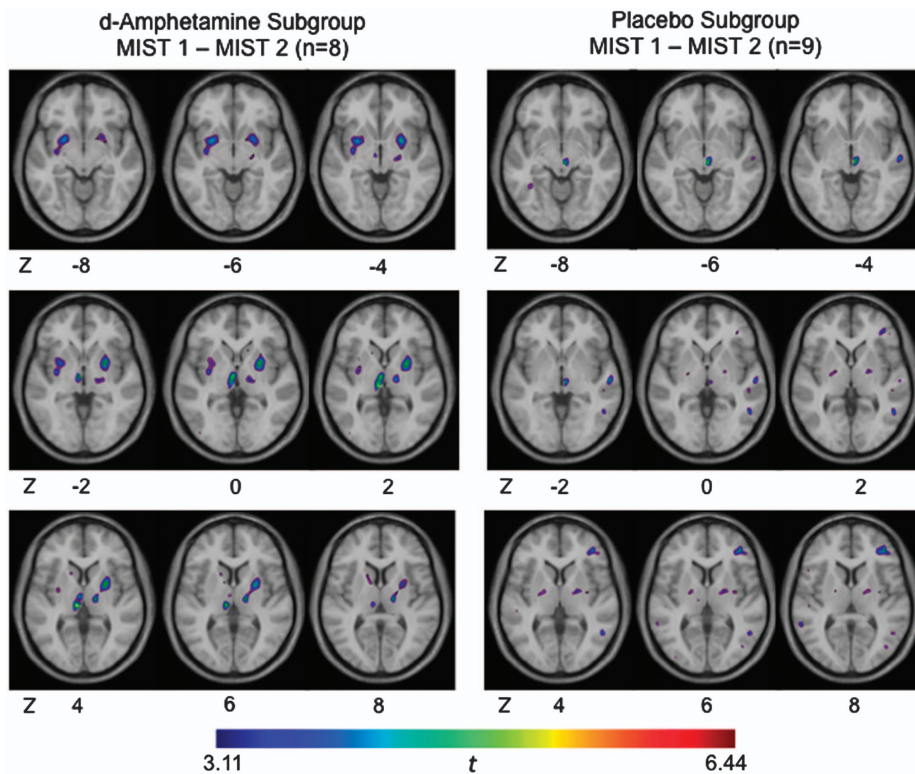 d-Amphetamine Subgroup
MIST 1 – MIST 2 (n=8)
Placebo Subgroup
MIST 1 – MIST 2 (n=9)
Z -8 -6 -4
Z -8 -6 -4
Z -2 0 2
Z -2 0 2
Z 4 6 8
Z 4 6 8
3.11 t 6.44